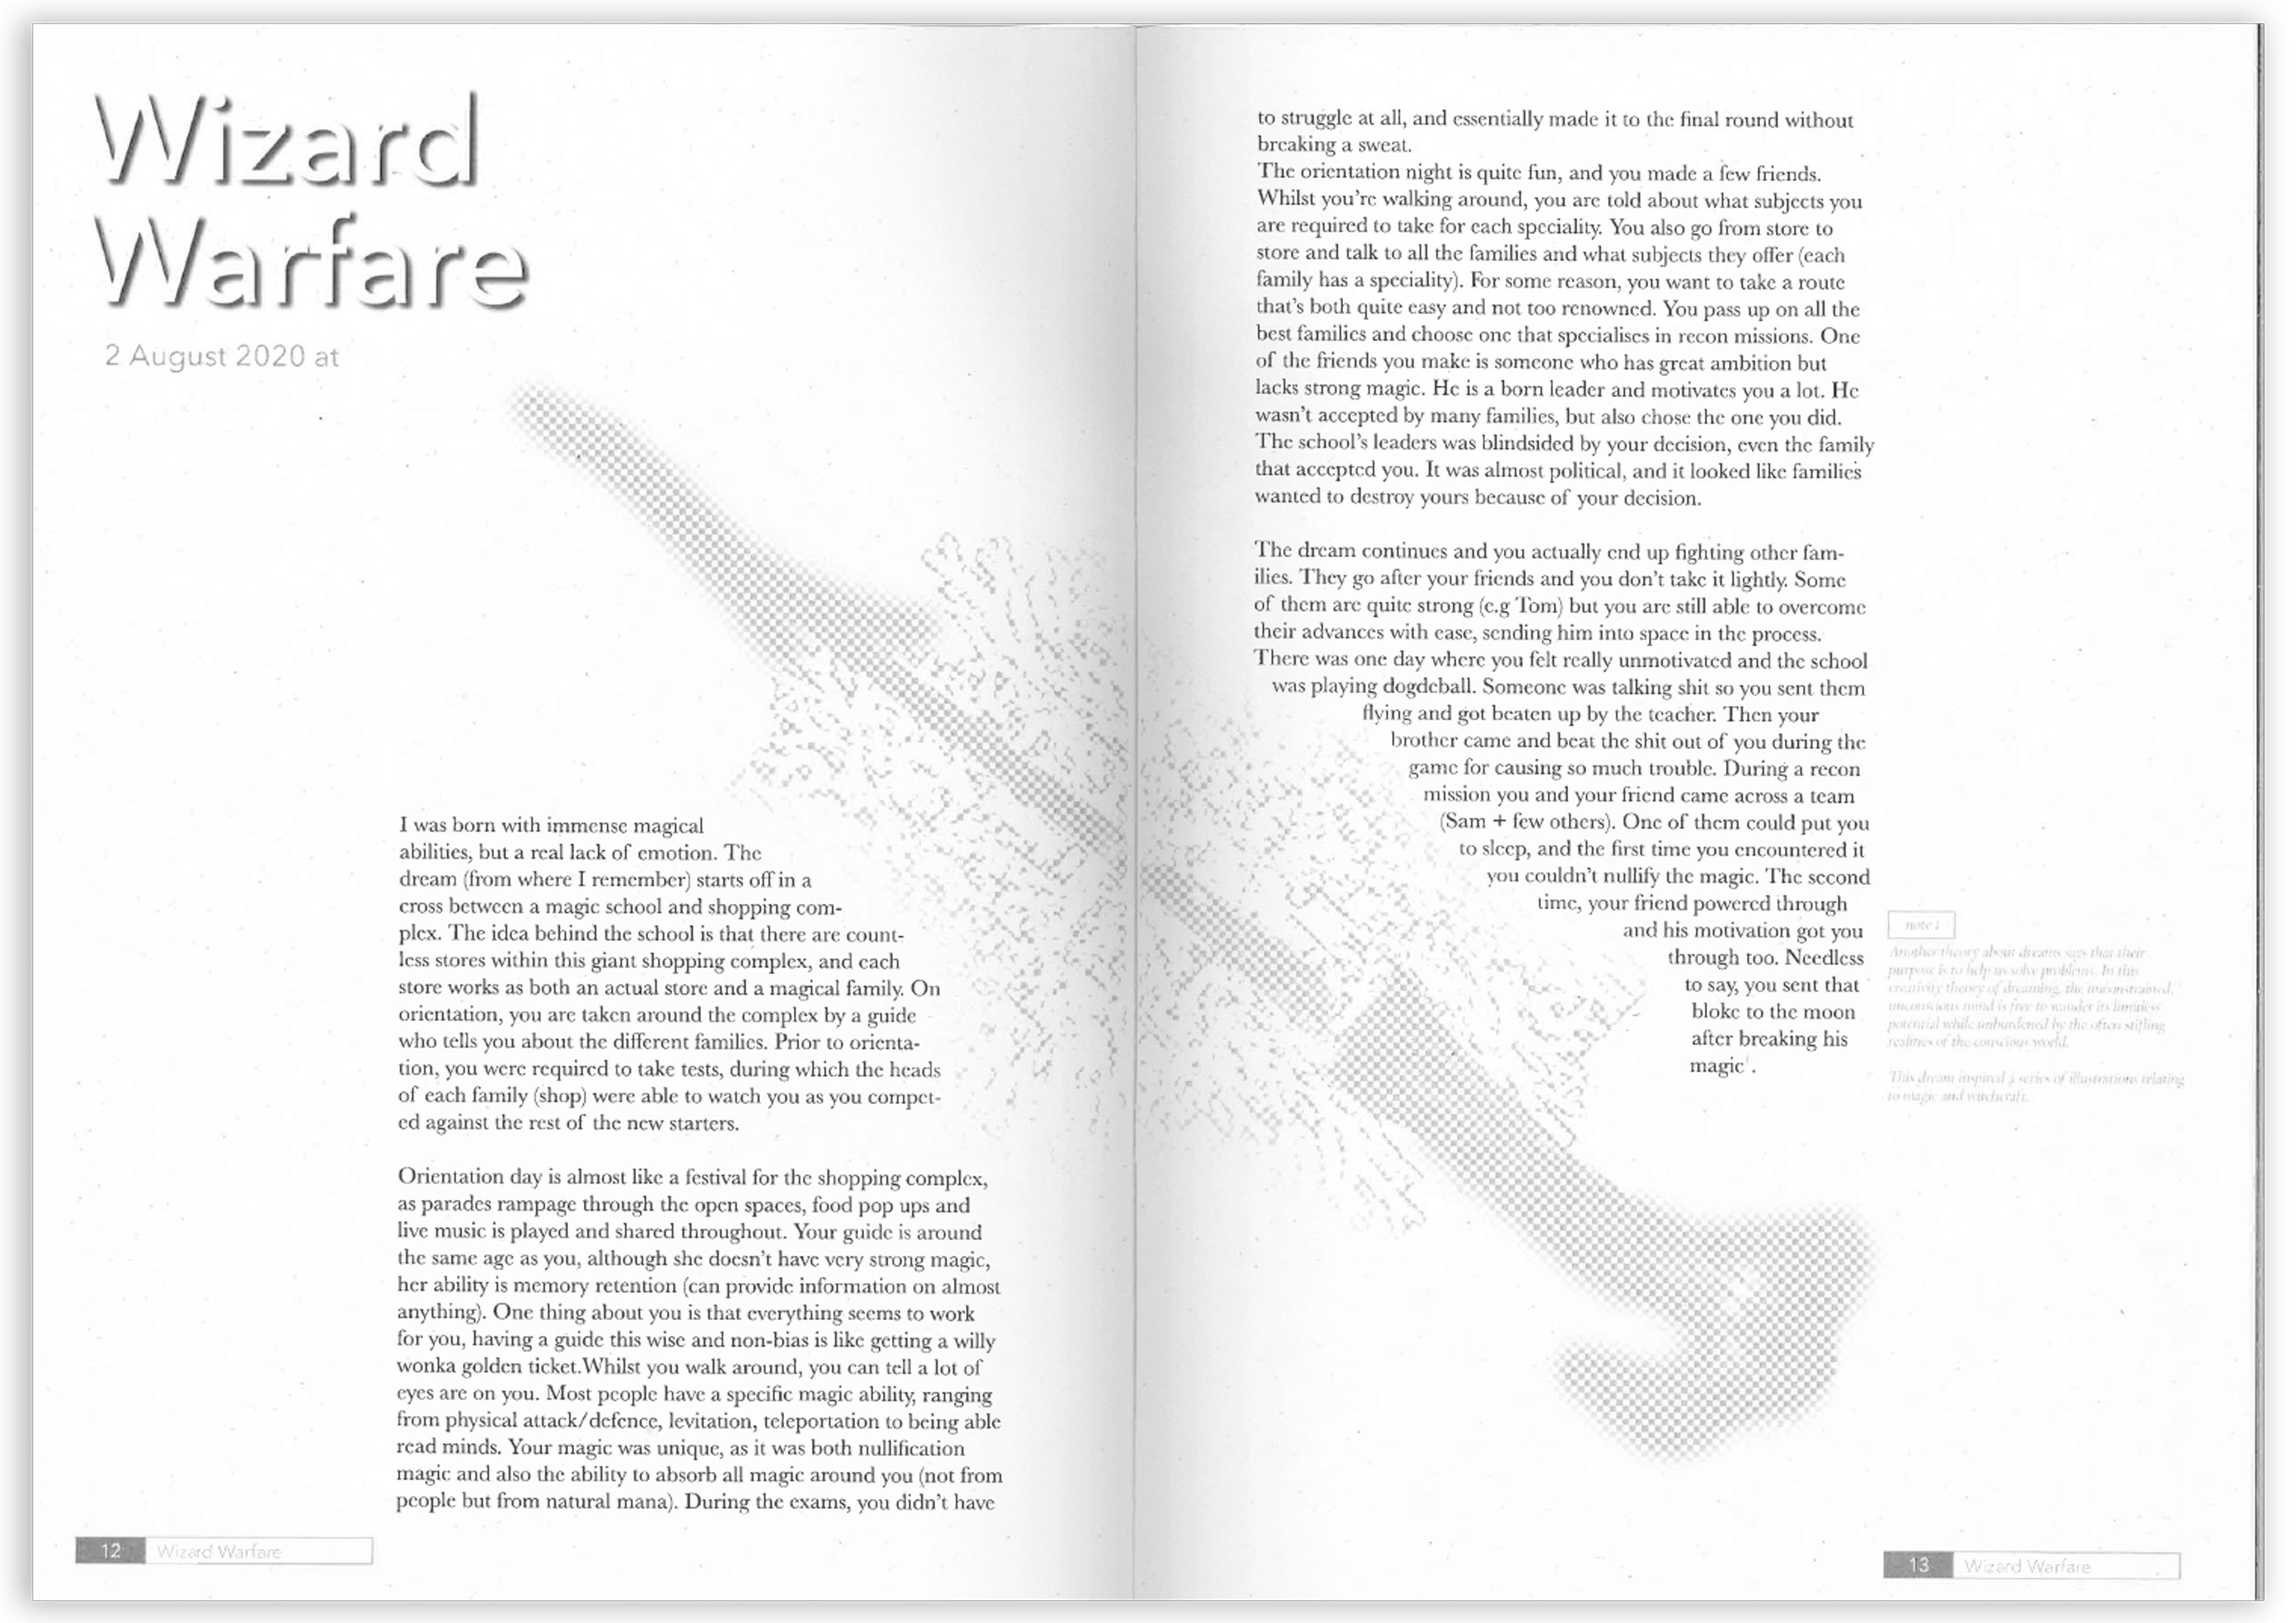 Wizard
Warfare
2 August 2020 at
I was born with immense magical
abilities, but a real lack of emotion. The
dream (from where I remember) starts off in a
cross between a magic school and shopping com-
plex. The idea behind the school is that there are count-
less stores within this giant shopping complex, and each
store works as both an actual store and a magical family. On
orientation, you are taken around the complex by a guide
who tells you about the different families. Prior to orienta-
tion, you were required to take tests, during which the heads
of each family (shop) were able to watch you as you compet-
ed against the rest of the new starters.
Orientation day is almost like a festival for the shopping complex,
as parades rampage through the open spaces, food pop ups and
live music is played and shared throughout. Your guide is around
the same age as you, although she doesn't have very strong magic,
her ability is memory retention (can provide information on almost
anything). One thing about you is that everything seems to work
for you, having a guide this wise and non-bias is like getting a willy
wonka golden ticket.Whilst you walk around, you can tell a lot of
eyes are on you. Most people have a specific magic ability, ranging
from physical attack/defence, levitation, teleportation to being able
read minds. Your magic was unique, as it was both nullification
magic and also the ability to absorb all magic around you (not from
people but from natural mana). During the exams, you didn't have
12 Wizard Warfare
to struggle at all, and essentially made it to the final round without
breaking a sweat.
The orientation night is quite fun, and you made a few friends.
Whilst you're walking around, you are told about what subjects you
are required to take for each speciality. You also go from store to
store and talk to all the families and what subjects they offer (each
family has a speciality). For some reason, you want to take a route
that's both quite easy and not too renowned. You pass up on all the
best families and choose one that specialises in recon missions. One
of the friends you make is someone who has great ambition but
lacks strong magic. He is a born leader and motivates you a lot. He
wasn't accepted by many families, but also chose the one you did.
The school's leaders was blindsided by your decision, even the family
that accepted you. It was almost political, and it looked like families
wanted to destroy yours because of your decision.
The dream continues and you actually end up fighting other fam-
ilies. They go after your friends and you don't take it lightly. Some
of them are quite strong (e.g Tom) but you are still able to overcome
their advances with ease, sending him into space in the process.
There was one day where you felt really unmotivated and the school
was playing dogdeball. Someone was talking shit so you sent them
flying and got beaten up by the teacher. Then your
brother came and beat the shit out of you during the
game for causing so much trouble. During a recon
mission you and your friend came across a team
(Sam + few others). One of them could put you
to sleep, and the first time you encountered it
you couldn't nullify the magic. The second
time, your friend powered through
and his motivation got you
through too. Needless
to say, you sent that
bloke to the moon
after breaking his
magic¹.
note 1
Another theory about dreams says that their
purpose is to help us solve problems. In this
creativity theory of dreaming, the unconstrained,
unconscious mind is free to wander its limitless
potential while unburdened by the often stifling
realities of the conscious world.
This dream inspired a series of illustrations relating
to magic and witchcraft.
13 Wizard Warfare